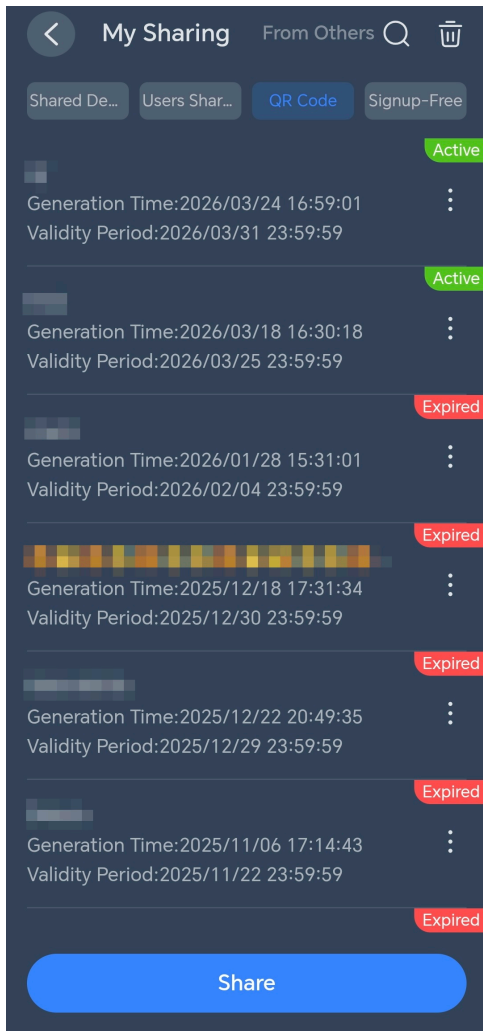 My Sharing From Others
Shared De... Users Shar... QR Code Signup-Free
Active
Generation Time:2026/03/24 16:59:01
Validity Period:2026/03/31 23:59:59
Active
Generation Time:2026/03/18 16:30:18
Validity Period:2026/03/25 23:59:59
Expired
Generation Time:2026/01/28 15:31:01
Validity Period:2026/02/04 23:59:59
Expired
Generation Time:2025/12/18 17:31:34
Validity Period:2025/12/30 23:59:59
Expired
Generation Time:2025/12/22 20:49:35
Validity Period:2025/12/29 23:59:59
Expired
Generation Time:2025/11/06 17:14:43
Validity Period:2025/11/22 23:59:59
Expired
Share